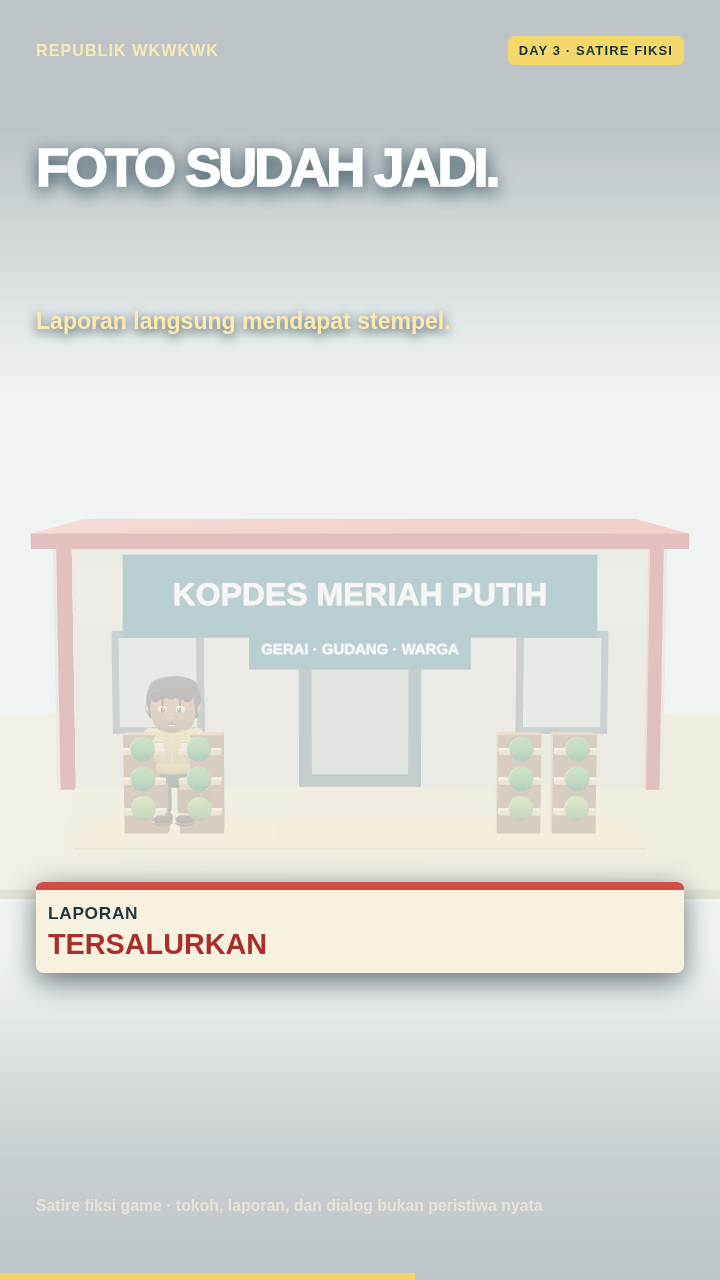 REPUBLIK WKWKWK
DAY 3 · SATIRE FIKSI
FOTO SUDAH JADI.
Laporan langsung mendapat stempel.
KOPDES MERIAH PUTIH
GERAI · GUDANG · WARGA
LAPORAN
TERSALURKAN
Satire fiksi game · tokoh, laporan, dan dialog bukan peristiwa nyata